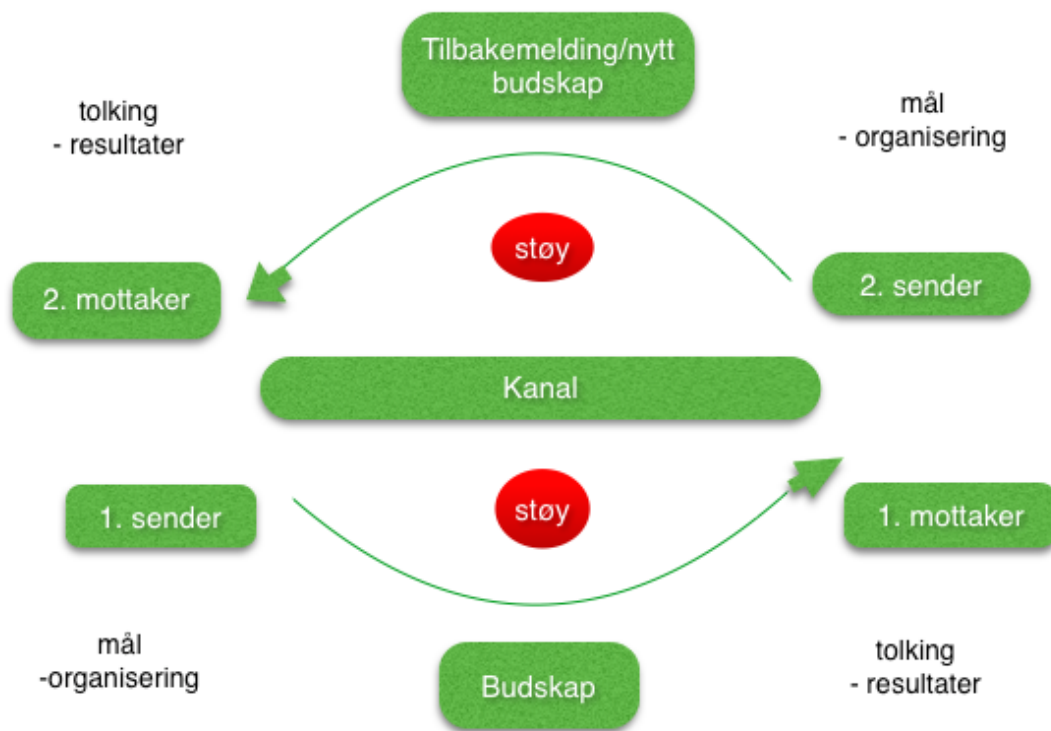 Tilbakemelding/nytt
budskap
tolking
- resultater
mål
- organisering
støy
2. mottaker
2. sender
Kanal
støy
1. sender
1. mottaker
mål
-organisering
Budskap
tolking
- resultater